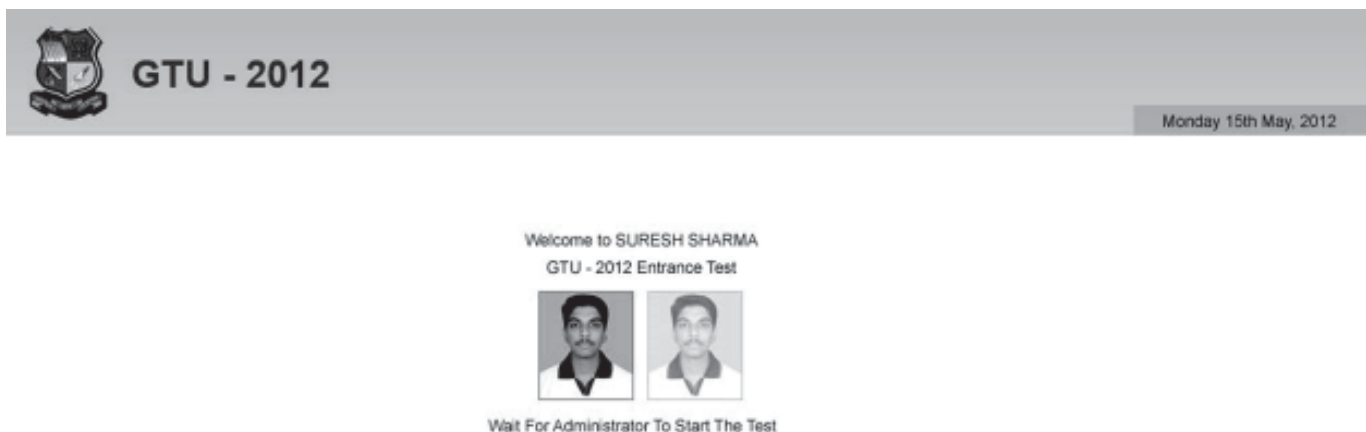 GTU - 2012
Monday 15th May, 2012
Welcome to SURESH SHARMA
GTU - 2012 Entrance Test
Wait For Administrator To Start The Test